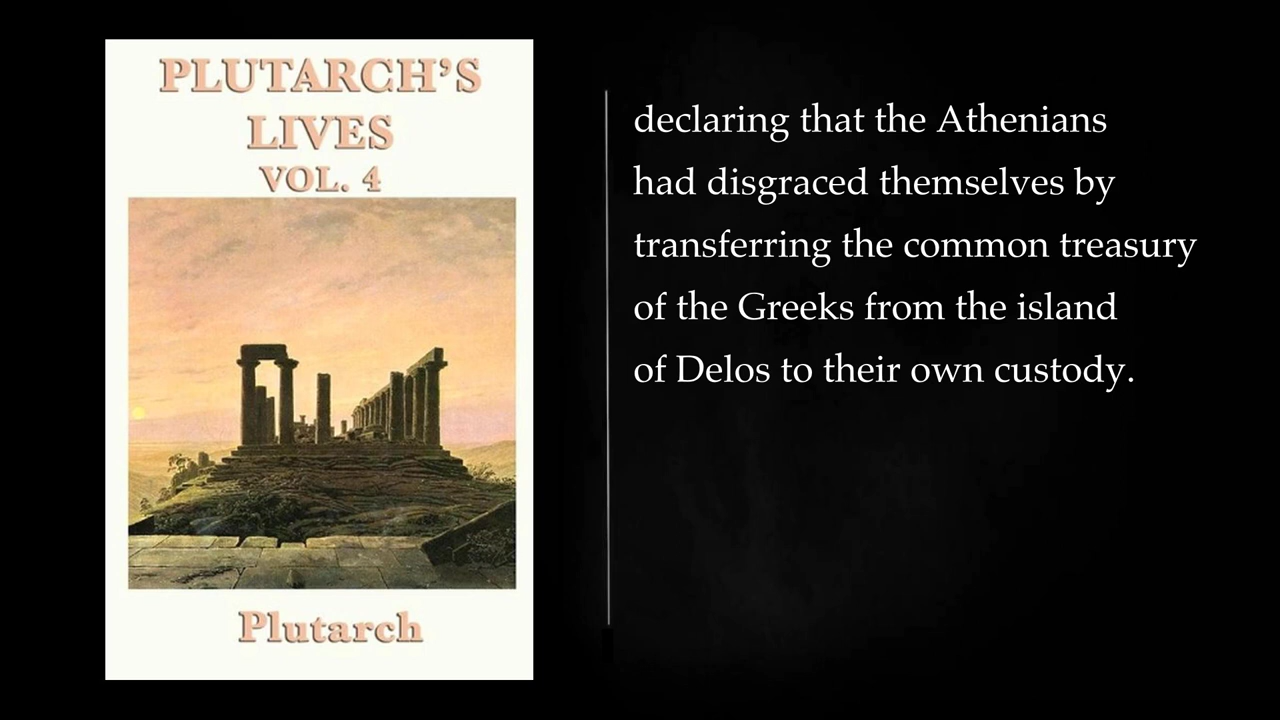 PLUTARCH'S
LIVES
VOL. 4
Plutarch
declaring that the Athenians
had disgraced themselves by
transferring the common treasury
of the Greeks from the island
of Delos to their own custody.